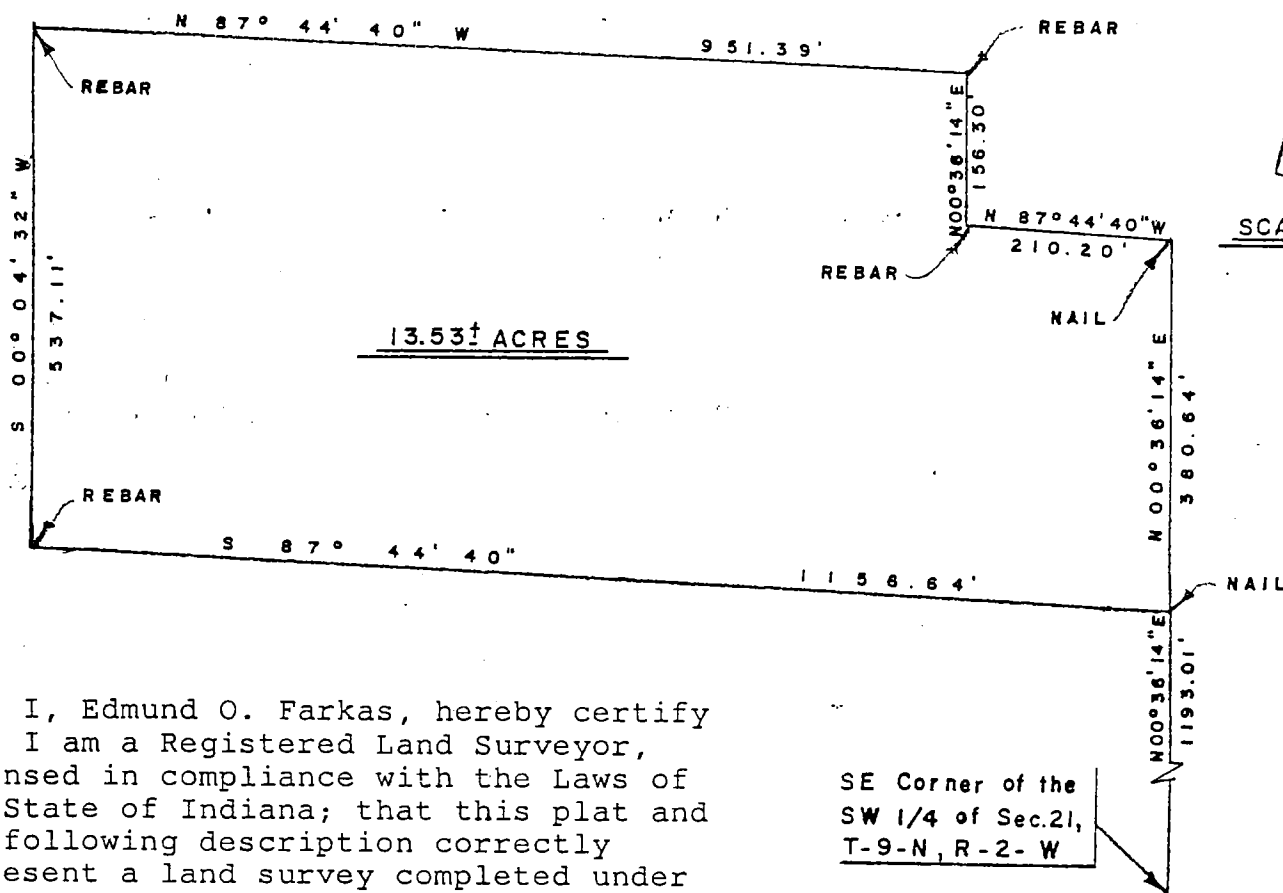 N 87° 44' 40" W 951.39'
REBAR
REBAR
N00°36'14"E
156.30'
N 87°44'40"W
210.20'
SCA
REBAR
NAIL
S 00° 04' 32" W
537.11'
13.53± ACRES
N 00°36'14" E
380.64'
REBAR
S 87° 44' 40" 1156.64'
NAIL
N00°36'14"E
1193.01'
I, Edmund O. Farkas, hereby certify
I am a Registered Land Surveyor,
nsed in compliance with the Laws of
State of Indiana; that this plat and
following description correctly
esent a land survey completed under
SE Corner of the
SW 1/4 of Sec.21,
T-9-N, R-2-W